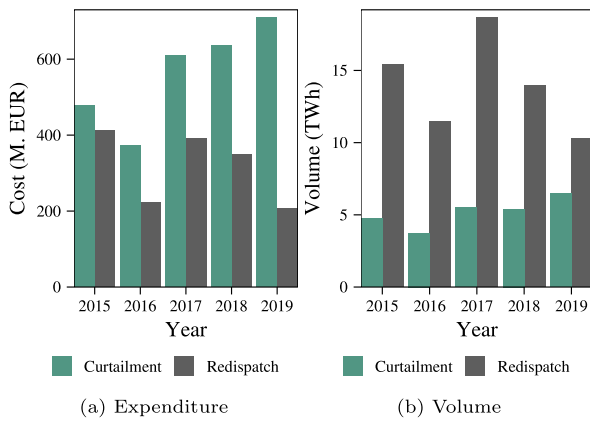 Cost (M. EUR)
600
400
200
0
2015 2016 2017 2018 2019
Year
Curtailment Redispatch
(a) Expenditure
Volume (TWh)
15
10
5
0
2015 2016 2017 2018 2019
Year
Curtailment Redispatch
(b) Volume